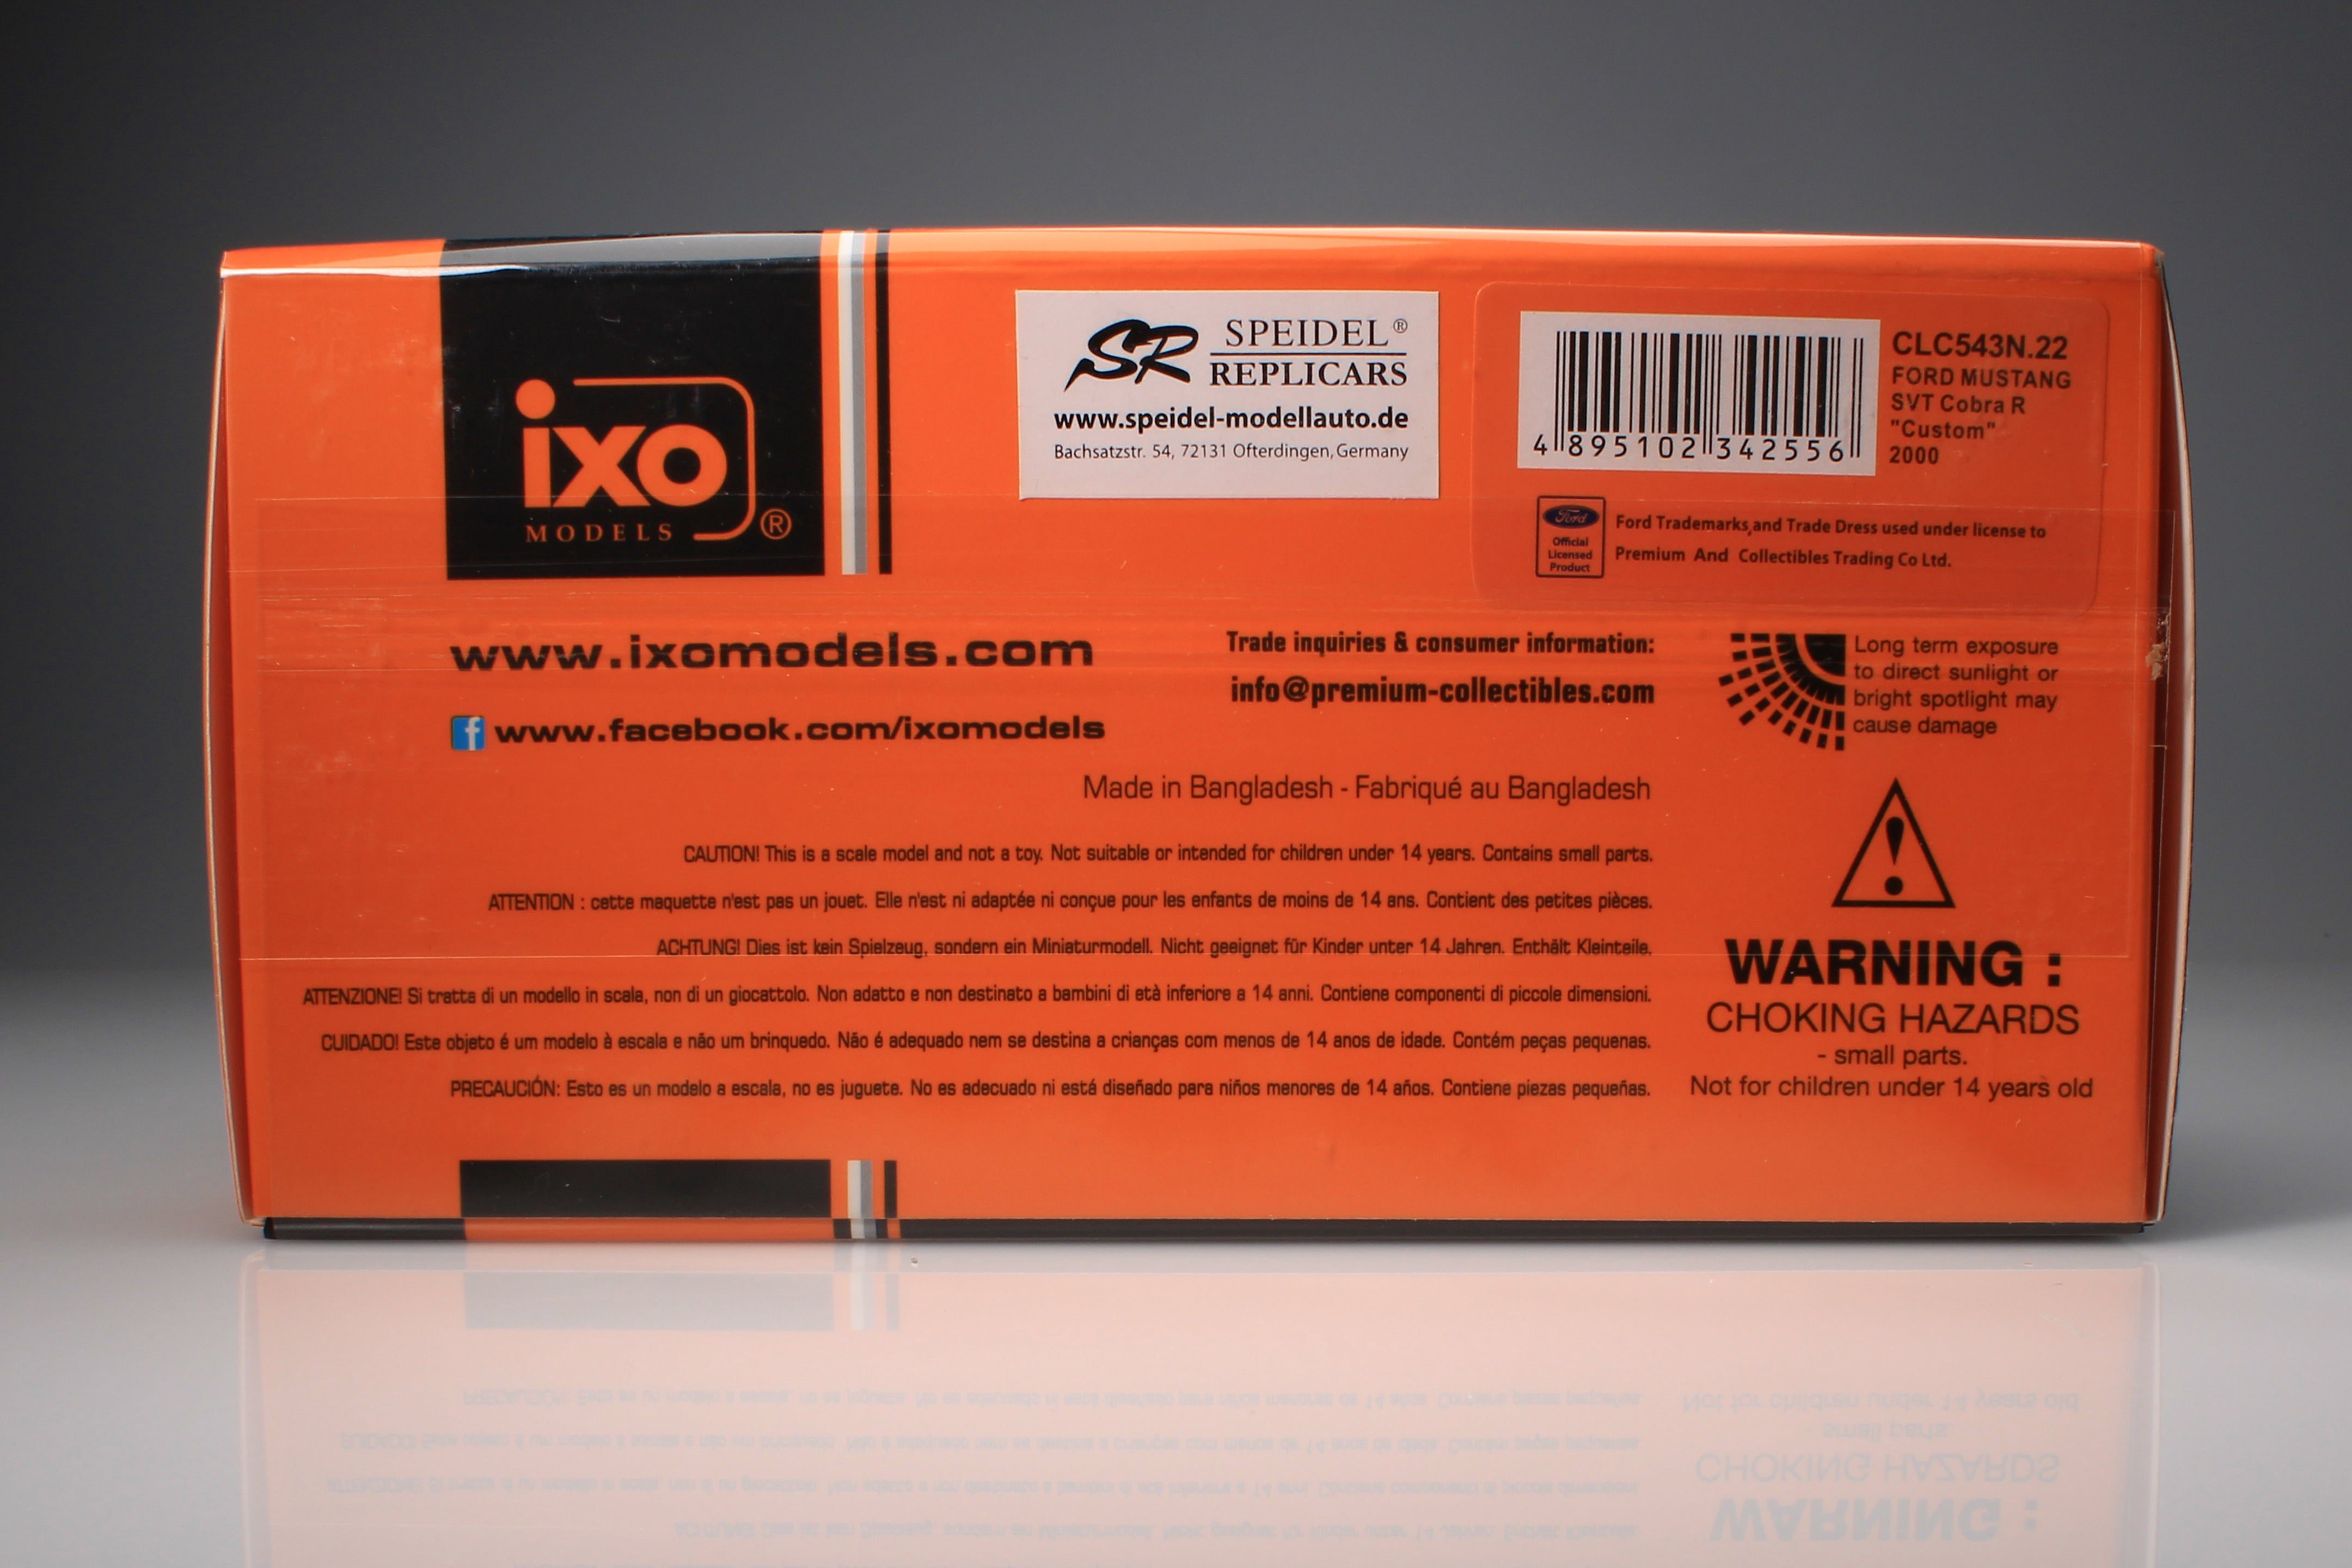 ixo
MODELS ®
SR SPEIDEL®
REPLICARS
www.speidel-modellauto.de
Bachsatzstr. 54, 72131 Ofterdingen, Germany
4 895102 342556
CLC543N.22
FORD MUSTANG
SVT Cobra R
"Custom"
2000
Ford
Official
Licensed
Product
Ford Trademarks,and Trade Dress used under license to
Premium And Collectibles Trading Co Ltd.
www.ixomodels.com
f www.facebook.com/ixomodels
Trade inquiries & consumer information:
info@premium-collectibles.com
Long term exposure
to direct sunlight or
bright spotlight may
cause damage
Made in Bangladesh - Fabriqué au Bangladesh
CAUTION! This is a scale model and not a toy. Not suitable or intended for children under 14 years. Contains small parts.
ATTENTION : cette maquette n'est pas un jouet. Elle n'est ni adaptée ni conçue pour les enfants de moins de 14 ans. Contient des petites pièces.
ACHTUNG! Dies ist kein Spielzeug, sondern ein Miniaturmodell. Nicht geeignet für Kinder unter 14 Jahren. Enthält Kleinteile.
ATTENZIONE! Si tratta di un modello in scala, non di un giocattolo. Non adatto e non destinato a bambini di età inferiore a 14 anni. Contiene componenti di piccole dimensioni.
CUIDADO! Este objeto é um modelo à escala e não um brinquedo. Não é adequado nem se destina a crianças com menos de 14 anos de idade. Contém peças pequenas.
PRECAUCIÓN: Esto es un modelo a escala, no es juguete. No es adecuado ni está diseñado para niños menores de 14 años. Contiene piezas pequeñas.
WARNING :
CHOKING HAZARDS
- small parts.
Not for children under 14 years old